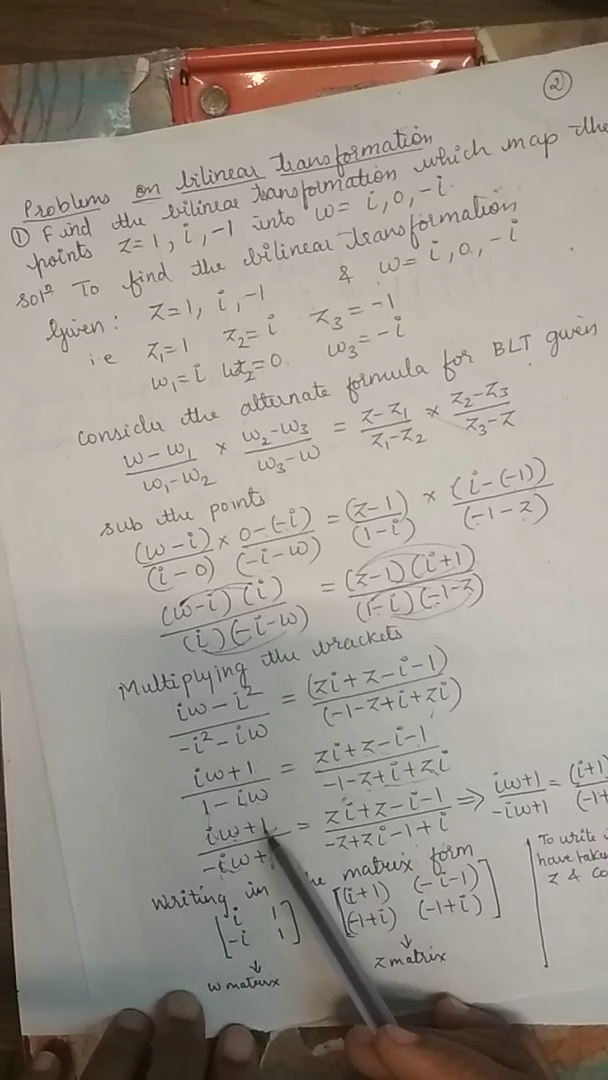 ②
Problems on bilinear transformation
① Find the bilinear transformation which map the
points z = 1, i, -1 into w = i, 0, -i.
solⁿ To find the bilinear transformation
Given: z = 1, i, -1 & w = i, 0, -i
i e z₁=1 z₂=i z₃=-1
w₁=i w₂=0 w₃=-i
consider the alternate formula for BLT given
(w-w₁)/(w₁-w₂) × (w₂-w₃)/(w₃-w) = (z-z₁)/(z₁-z₂) × (z₂-z₃)/(z₃-z)
sub the points
(w-i)/(i-0) × (0-(-i))/(-i-w) = (z-1)/(1-i) × (i-(-1))/(-1-z)
(w-i)(i)/(i)(-i-w) = (z-1)(i+1)/(1-i)(-1-z)
Multiplying the brackets
(iw-i²)/(-i²-iw) = (zi+z-i-1)/(-1-z+i+zi)
(iw+1)/(1-iw) = (zi+z-i-1)/(-1-z+i+zi)
(iw+1)/(-iw+ = (zi+z-i-1)/(-z+zi-1+i) ⇒ (iw+1)/(-iw+1) = (i+1)/(-1+
Writing in matrix form
[i 1] [(i+1) (-i-1)]
[-i 1] [(-1+i) (-1+i)]
↓ ↓
w matrix z matrix
To write
have take
z & co